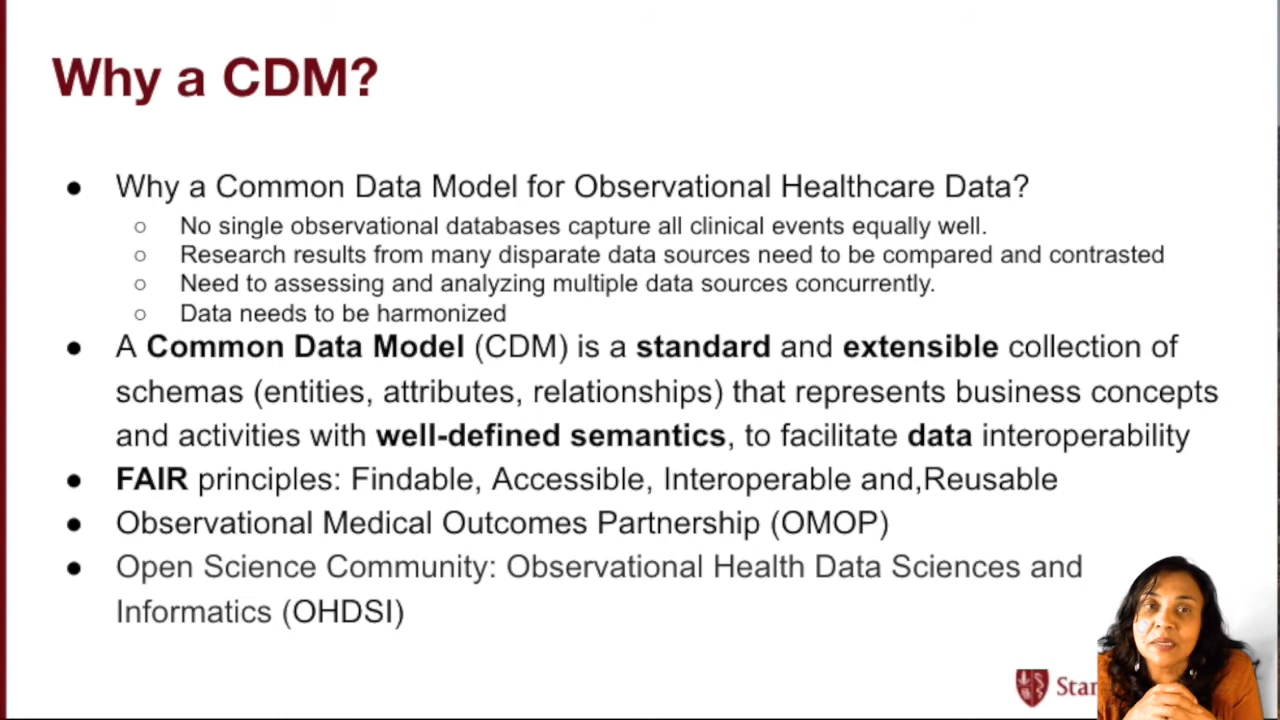 Why a CDM?
● Why a Common Data Model for Observational Healthcare Data?
○ No single observational databases capture all clinical events equally well.
○ Research results from many disparate data sources need to be compared and contrasted
○ Need to assessing and analyzing multiple data sources concurrently.
○ Data needs to be harmonized
● A Common Data Model (CDM) is a standard and extensible collection of
schemas (entities, attributes, relationships) that represents business concepts
and activities with well-defined semantics, to facilitate data interoperability
● FAIR principles: Findable, Accessible, Interoperable and,Reusable
● Observational Medical Outcomes Partnership (OMOP)
● Open Science Community: Observational Health Data Sciences and
Informatics (OHDSI)